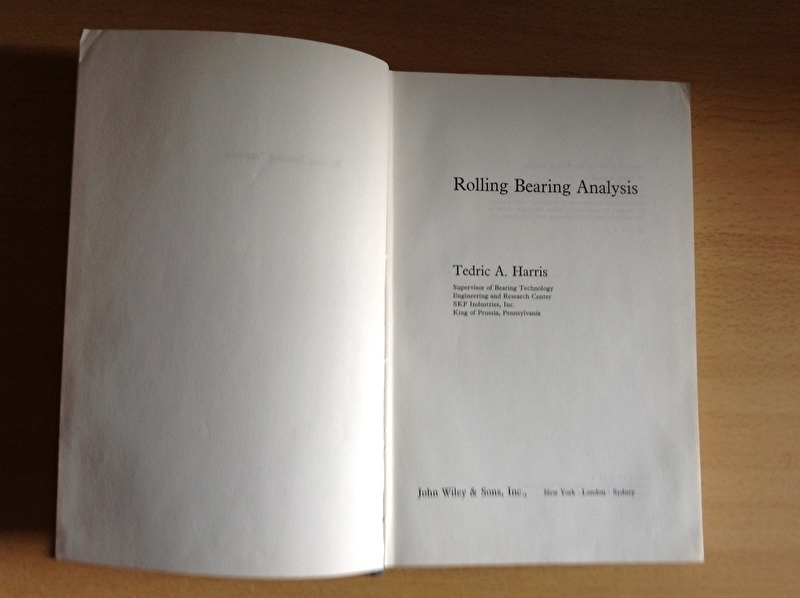 Rolling Bearing Analysis
Tedric A. Harris
Supervisor of Bearing Technology
Engineering and Research Center
SKF Industries, Inc.
King of Prussia, Pennsylvania
John Wiley & Sons, Inc., New York · London · Sydney